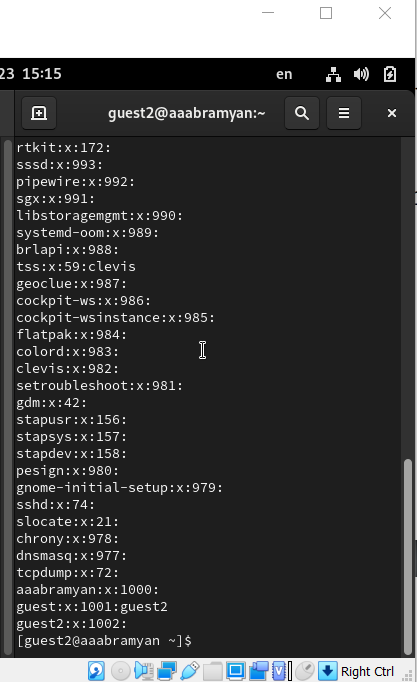 23 15:15 en
guest2@aaabramyan:~
rtkit:x:172:
sssd:x:993:
pipewire:x:992:
sgx:x:991:
libstoragemgmt:x:990:
systemd-oom:x:989:
brlapi:x:988:
tss:x:59:clevis
geoclue:x:987:
cockpit-ws:x:986:
cockpit-wsinstance:x:985:
flatpak:x:984:
colord:x:983:
clevis:x:982:
setroubleshoot:x:981:
gdm:x:42:
stapusr:x:156:
stapsys:x:157:
stapdev:x:158:
pesign:x:980:
gnome-initial-setup:x:979:
sshd:x:74:
slocate:x:21:
chrony:x:978:
dnsmasq:x:977:
tcpdump:x:72:
aaabramyan:x:1000:
guest:x:1001:guest2
guest2:x:1002:
[guest2@aaabramyan ~]$
Right Ctrl